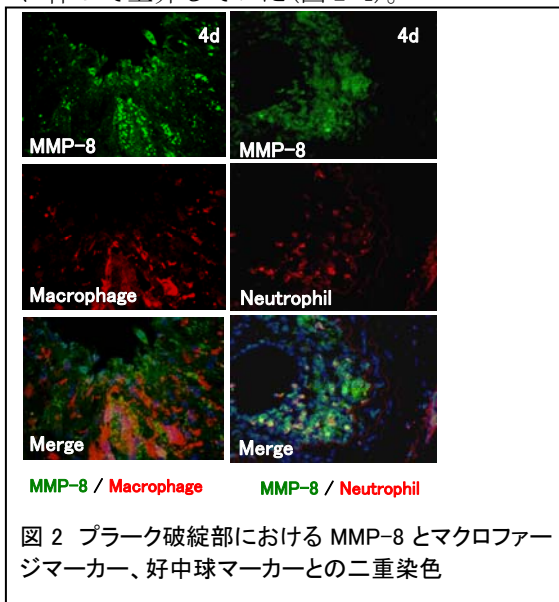 4d
4d
MMP-8
MMP-8
Macrophage
Neutrophil
Merge
Merge
MMP-8 / Macrophage
MMP-8 / Neutrophil
図 2 プラーク破綻部における MMP-8 とマクロファー
ジマーカー、好中球マーカーとの二重染色